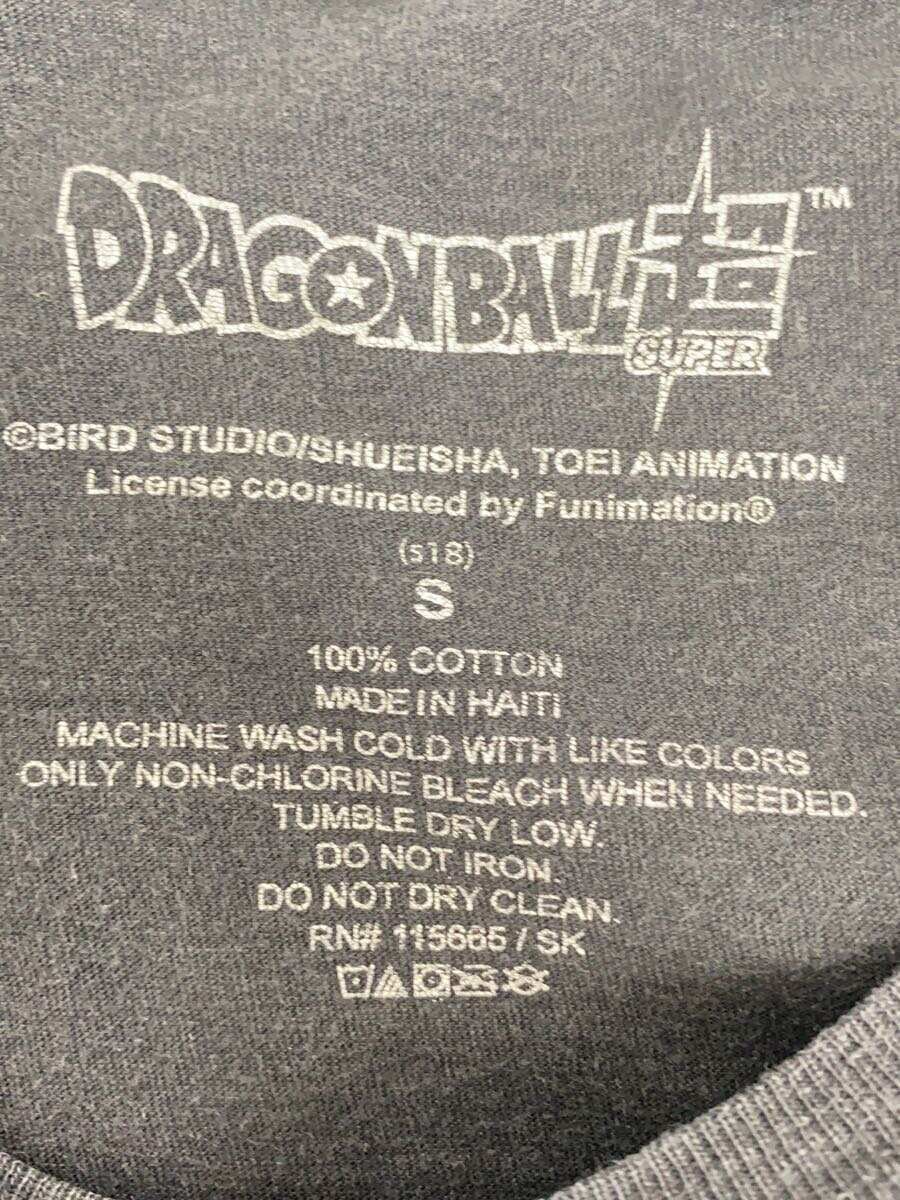 DRAGONBALL超 TM
SUPER
©BIRD STUDIO/SHUEISHA, TOEI ANIMATION
License coordinated by Funimation®
(s18)
S
100% COTTON
MADE IN HAITI
MACHINE WASH COLD WITH LIKE COLORS
ONLY NON-CHLORINE BLEACH WHEN NEEDED.
TUMBLE DRY LOW.
DO NOT IRON.
DO NOT DRY CLEAN.
RN# 115665 / SK